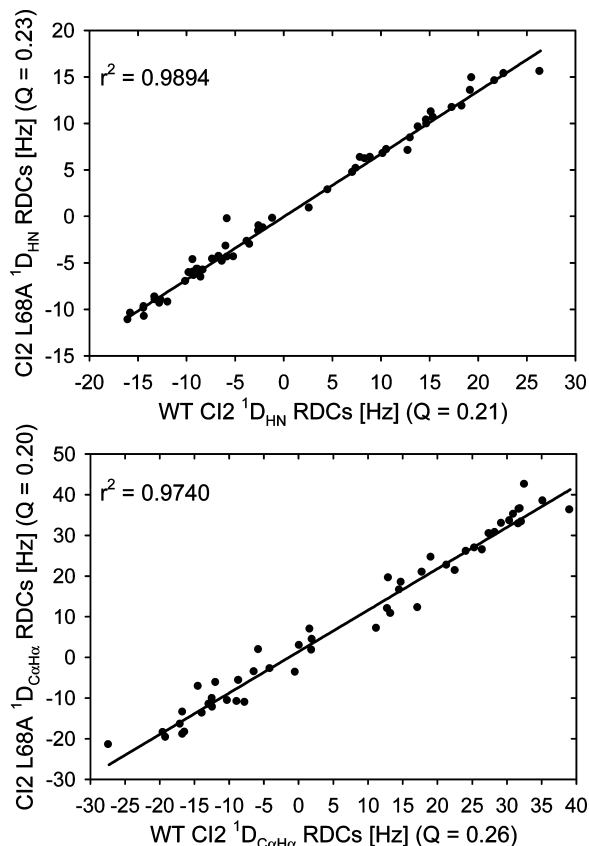 CI2 L68A ¹D_HN RDCs [Hz] (Q = 0.23)
20
15
10
5
0
-5
-10
-15
r² = 0.9894
-20 -15 -10 -5 0 5 10 15 20 25 30
WT CI2 ¹D_HN RDCs [Hz] (Q = 0.21)
CI2 L68A ¹D_CαHα RDCs [Hz] (Q = 0.20)
50
40
30
20
10
0
-10
-20
-30
r² = 0.9740
-30 -25 -20 -15 -10 -5 0 5 10 15 20 25 30 35 40
WT CI2 ¹D_CαHα RDCs [Hz] (Q = 0.26)